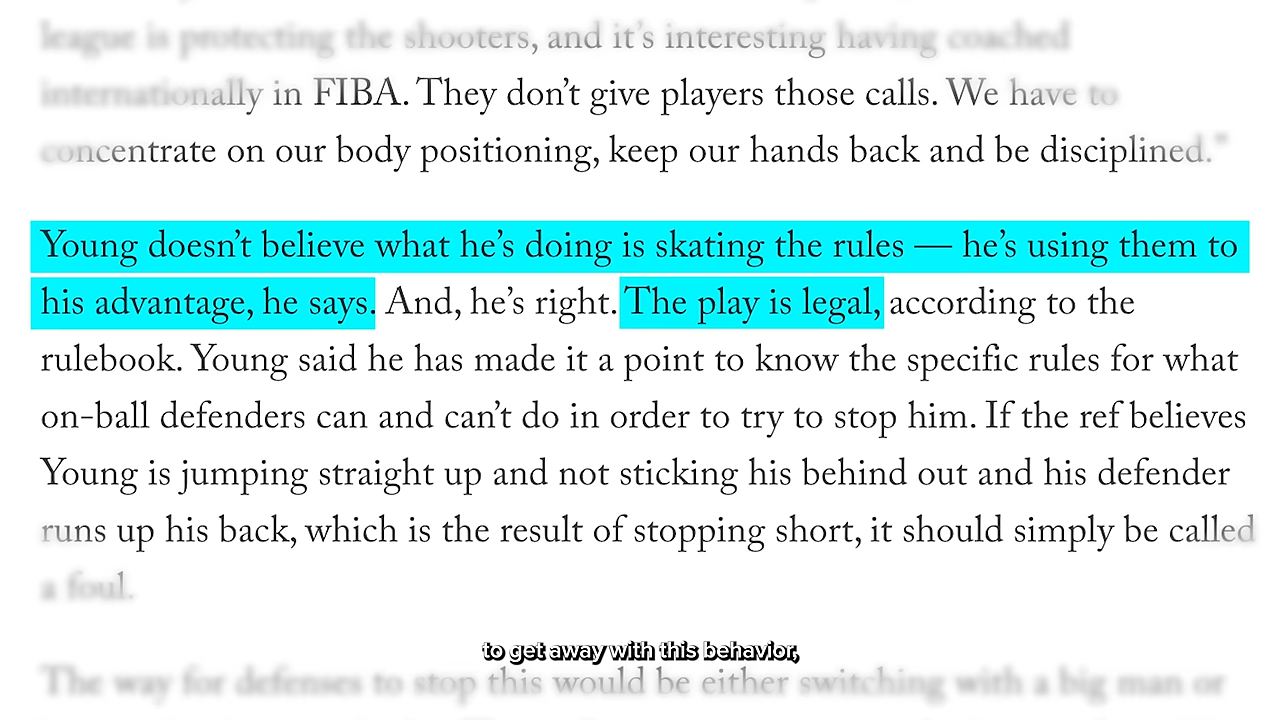 league is protecting the shooters, and it's interesting having coached
internationally in FIBA. They don't give players those calls. We have to
concentrate on our body positioning, keep our hands back and be disciplined."
Young doesn't believe what he's doing is skating the rules — he's using them to
his advantage, he says. And, he's right. The play is legal, according to the
rulebook. Young said he has made it a point to know the specific rules for what
on-ball defenders can and can't do in order to try to stop him. If the ref believes
Young is jumping straight up and not sticking his behind out and his defender
runs up his back, which is the result of stopping short, it should simply be called
a foul.
to get away with this behavior,
The way for defenses to stop this would be either switching with a big man or